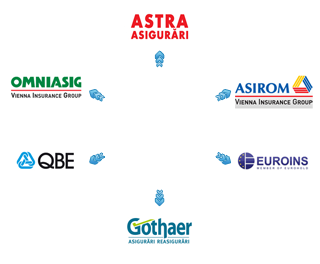 ASTRA
ASIGURĂRI
OMNIASIG
VIENNA INSURANCE GROUP
ASIROM
VIENNA INSURANCE GROUP
QBE
EUROINS
MEMBER OF EUROHOLD
Gothaer
ASIGURĂRI REASIGURĂRI